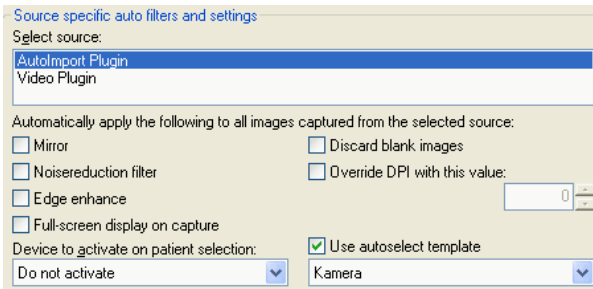 Source specific auto filters and settings
Select source:
AutoImport Plugin
Video Plugin
Automatically apply the following to all images captured from the selected source:
Mirror
Discard blank images
Noisereduction filter
Override DPI with this value:
Edge enhance
0
Full-screen display on capture
Device to activate on patient selection:
Use autoselect template
Do not activate
Kamera